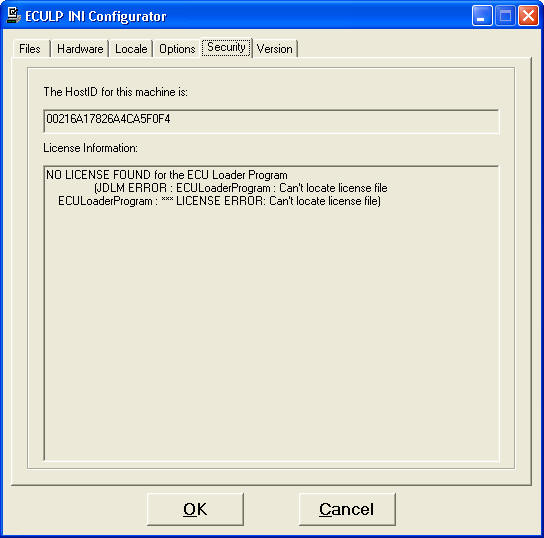 ECULP INI Configurator
Files Hardware Locale Options Security Version
The HostID for this machine is:
00216A17826A4CA5F0F4
License Information:
NO LICENSE FOUND for the ECU Loader Program
(JDLM ERROR : ECULoaderProgram : Can't locate license file
ECULoaderProgram : *** LICENSE ERROR: Can't locate license file)
OK Cancel